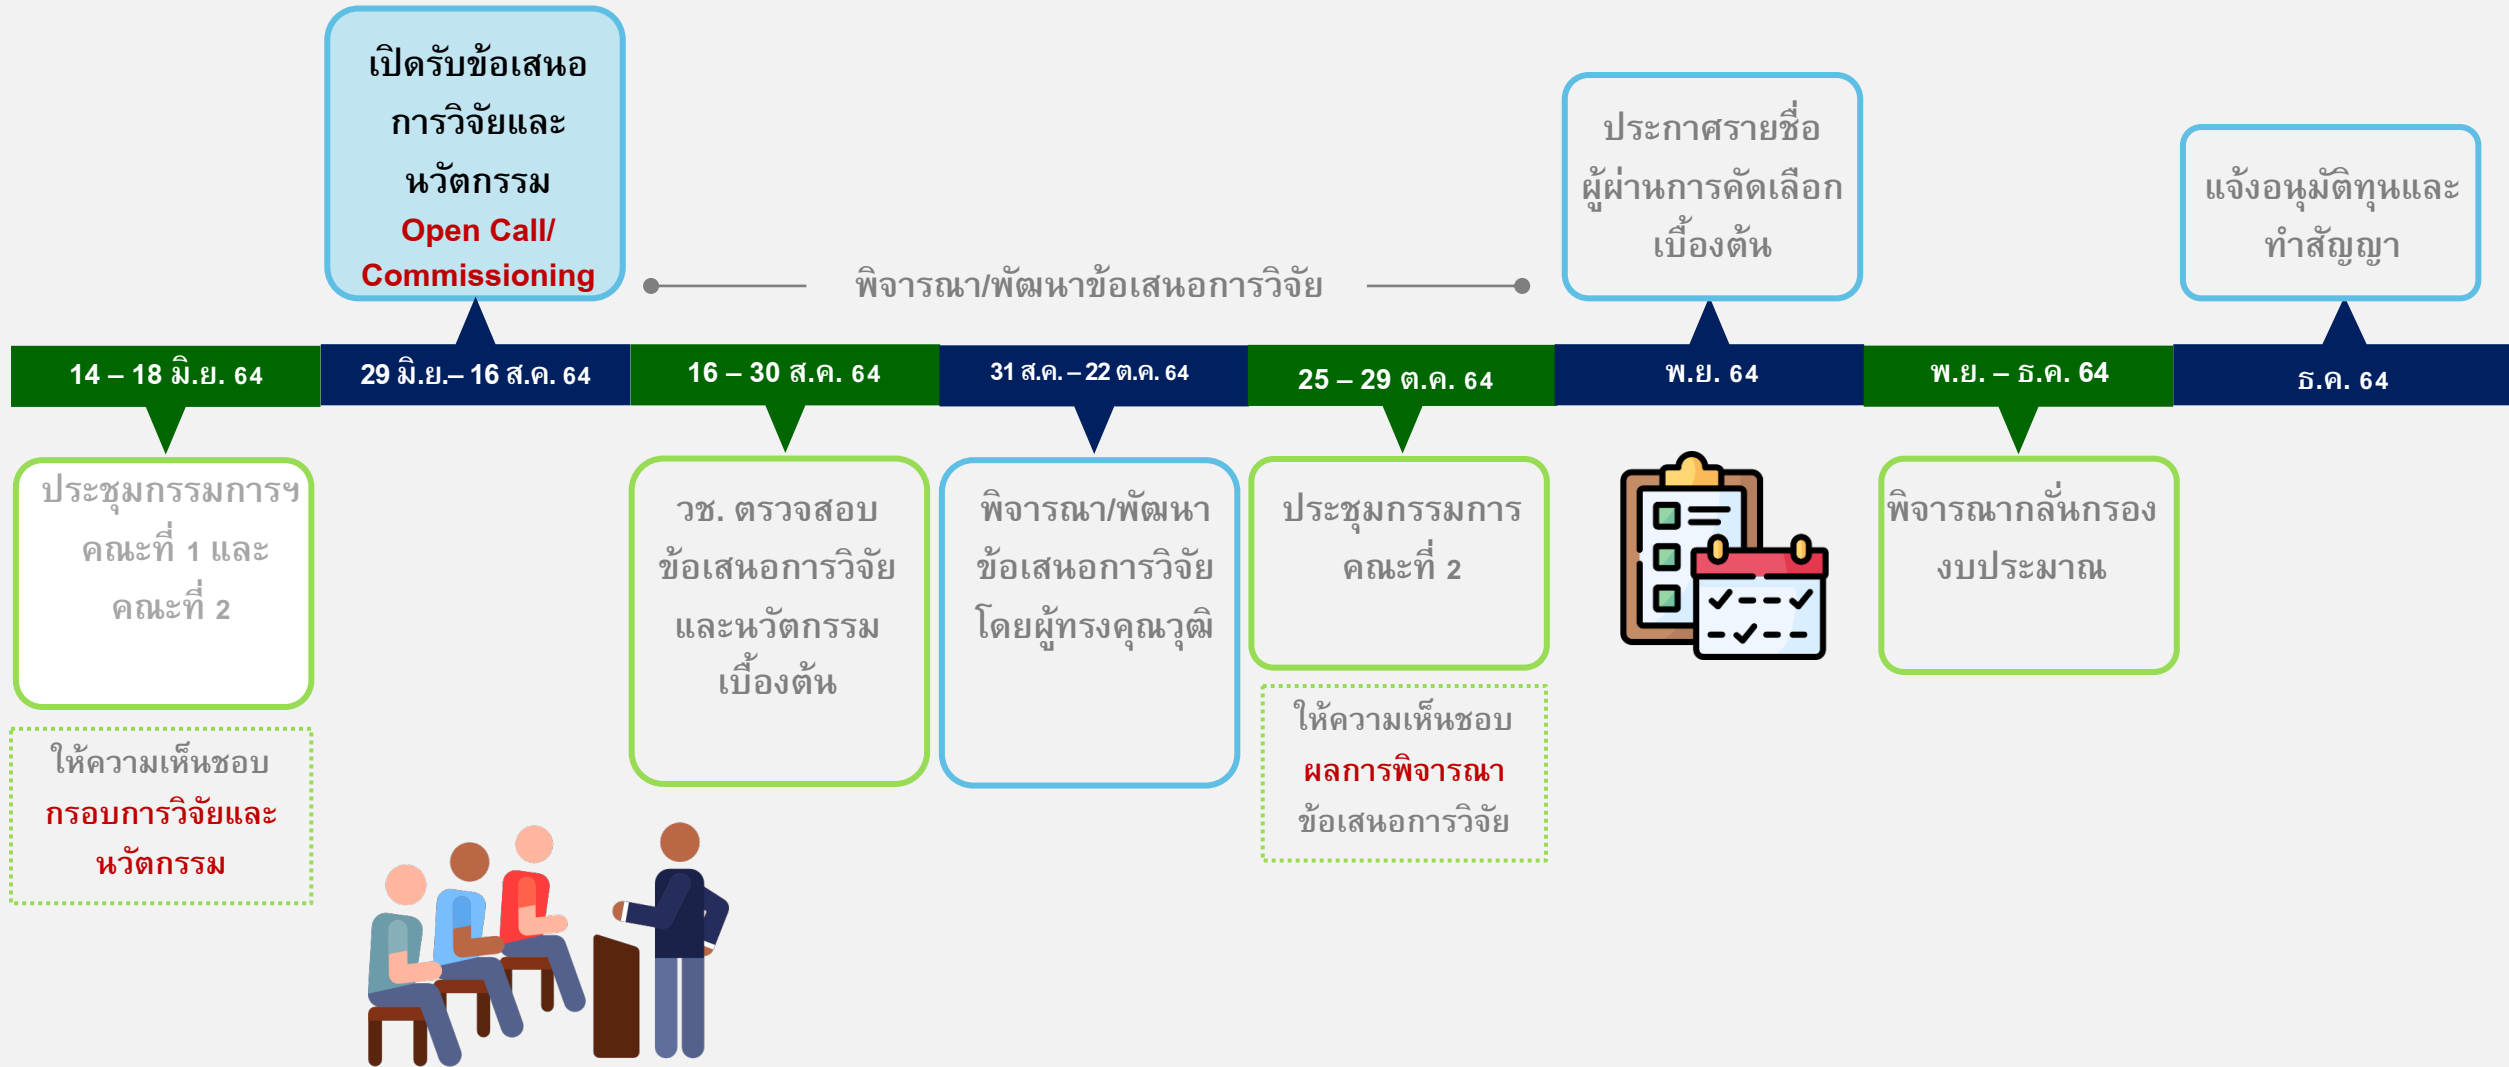 เปิดรับข้อเสนอ
การวิจัยและ
นวัตกรรม
Open Call/
Commissioning
พิจารณา/พัฒนาข้อเสนอการวิจัย
ประกาศรายชื่อ
ผู้ผ่านการคัดเลือก
เบื้องต้น
แจ้งอนุมัติทุนและ
ทำสัญญา
14 – 18 มิ.ย. 64
29 มิ.ย.– 16 ส.ค. 64
16 – 30 ส.ค. 64
31 ส.ค. – 22 ต.ค. 64
25 – 29 ต.ค. 64
พ.ย. 64
พ.ย. – ธ.ค. 64
ธ.ค. 64
ประชุมกรรมการฯ
คณะที่ 1 และ
คณะที่ 2
ให้ความเห็นชอบ
กรอบการวิจัยและ
นวัตกรรม
วช. ตรวจสอบ
ข้อเสนอการวิจัย
และนวัตกรรม
เบื้องต้น
พิจารณา/พัฒนา
ข้อเสนอการวิจัย
โดยผู้ทรงคุณวุฒิ
ประชุมกรรมการ
คณะที่ 2
ให้ความเห็นชอบ
ผลการพิจารณา
ข้อเสนอการวิจัย
พิจารณากลั่นกรอง
งบประมาณ